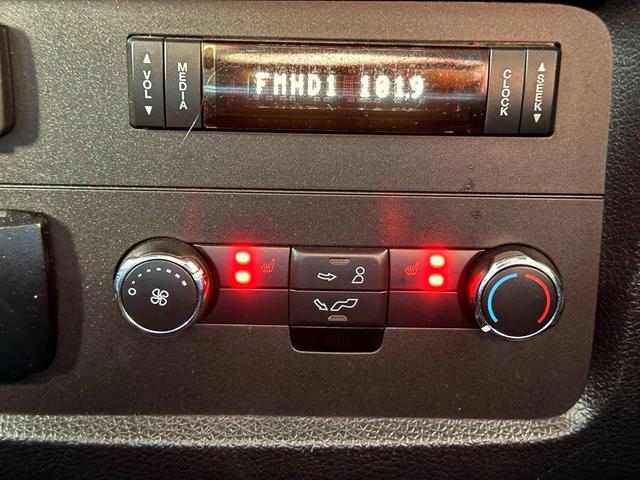 VOL
MEDIA
FMHD1 101.9
CLOCK
SEEK
O